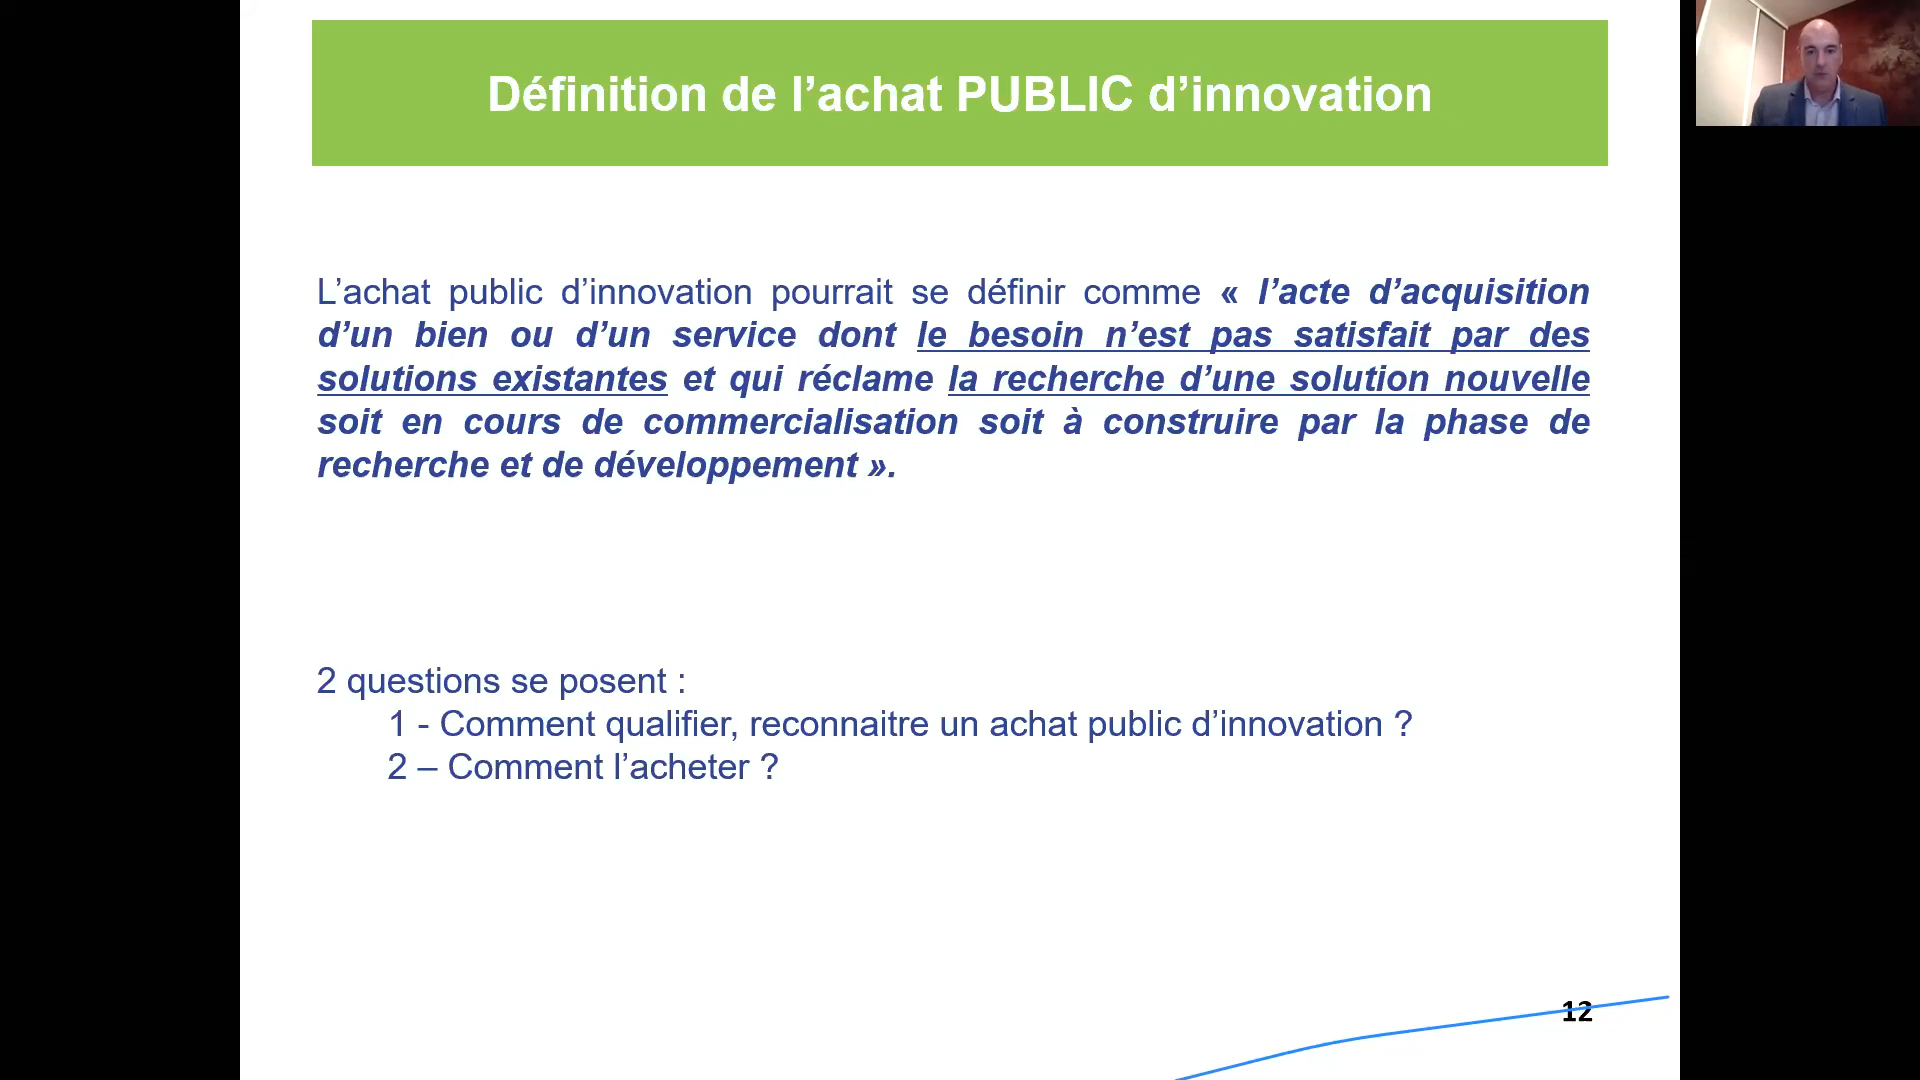 Définition de l’achat PUBLIC d’innovation
L’achat public d’innovation pourrait se définir comme « l’acte d’acquisition
d’un bien ou d’un service dont le besoin n’est pas satisfait par des
solutions existantes et qui réclame la recherche d’une solution nouvelle
soit en cours de commercialisation soit à construire par la phase de
recherche et de développement ».
2 questions se posent :
1 - Comment qualifier, reconnaitre un achat public d’innovation ?
2 – Comment l’acheter ?
12